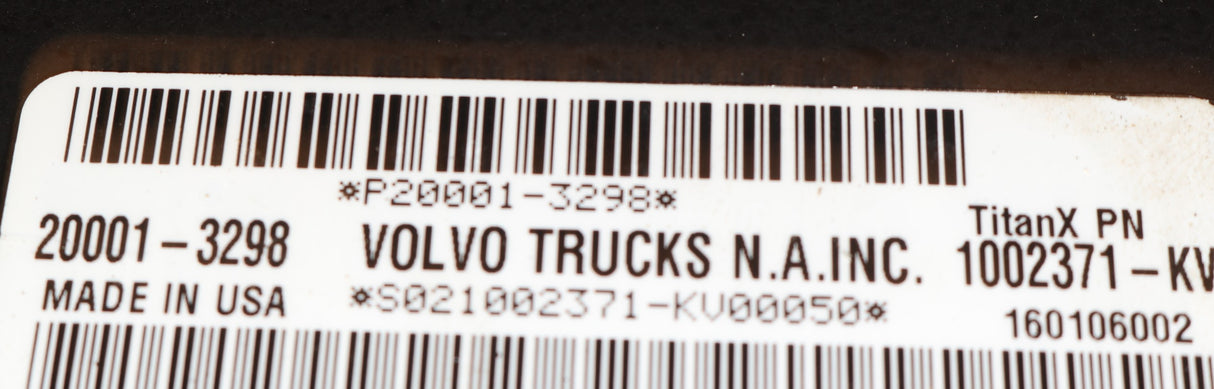 *P20001-3298*
20001-3298 VOLVO TRUCKS N.A.INC. TitanX PN
1002371-KV
MADE IN USA *S021002371-KV00050* 160106002